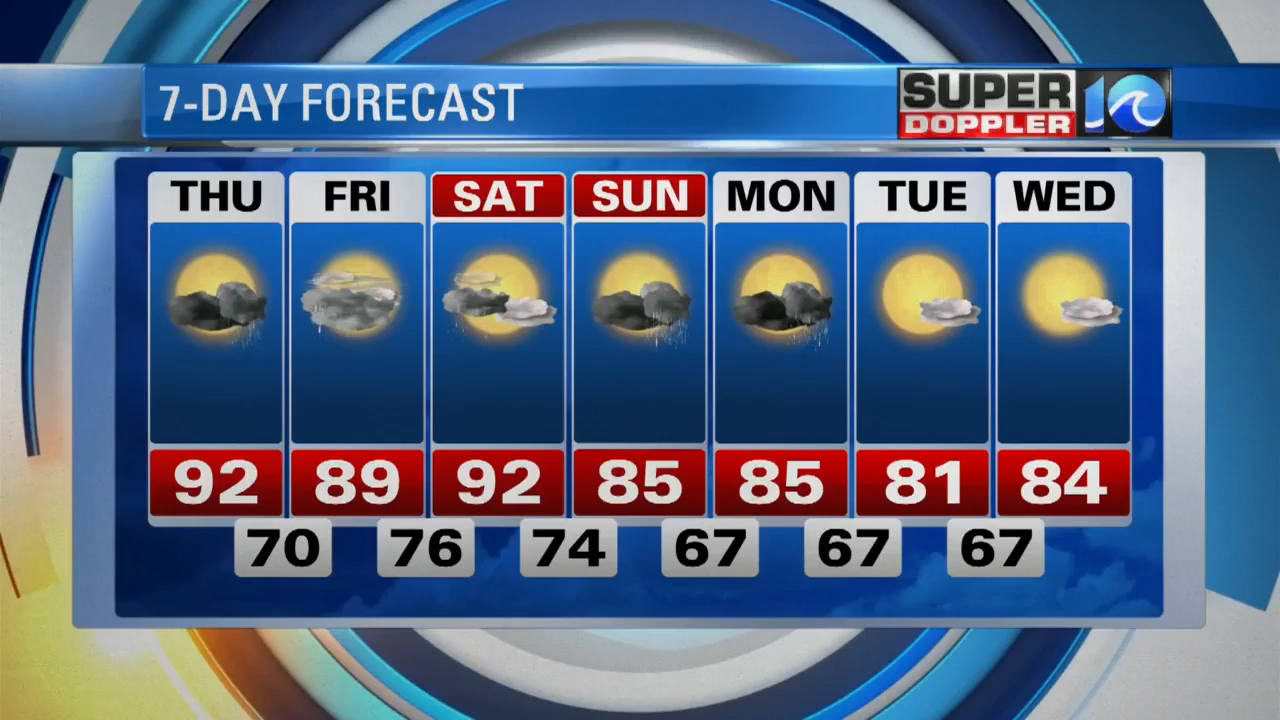 7-DAY FORECAST
SUPER
DOPPLER
10
THU FRI SAT SUN MON TUE WED
92 89 92 85 85 81 84
70 76 74 67 67 67